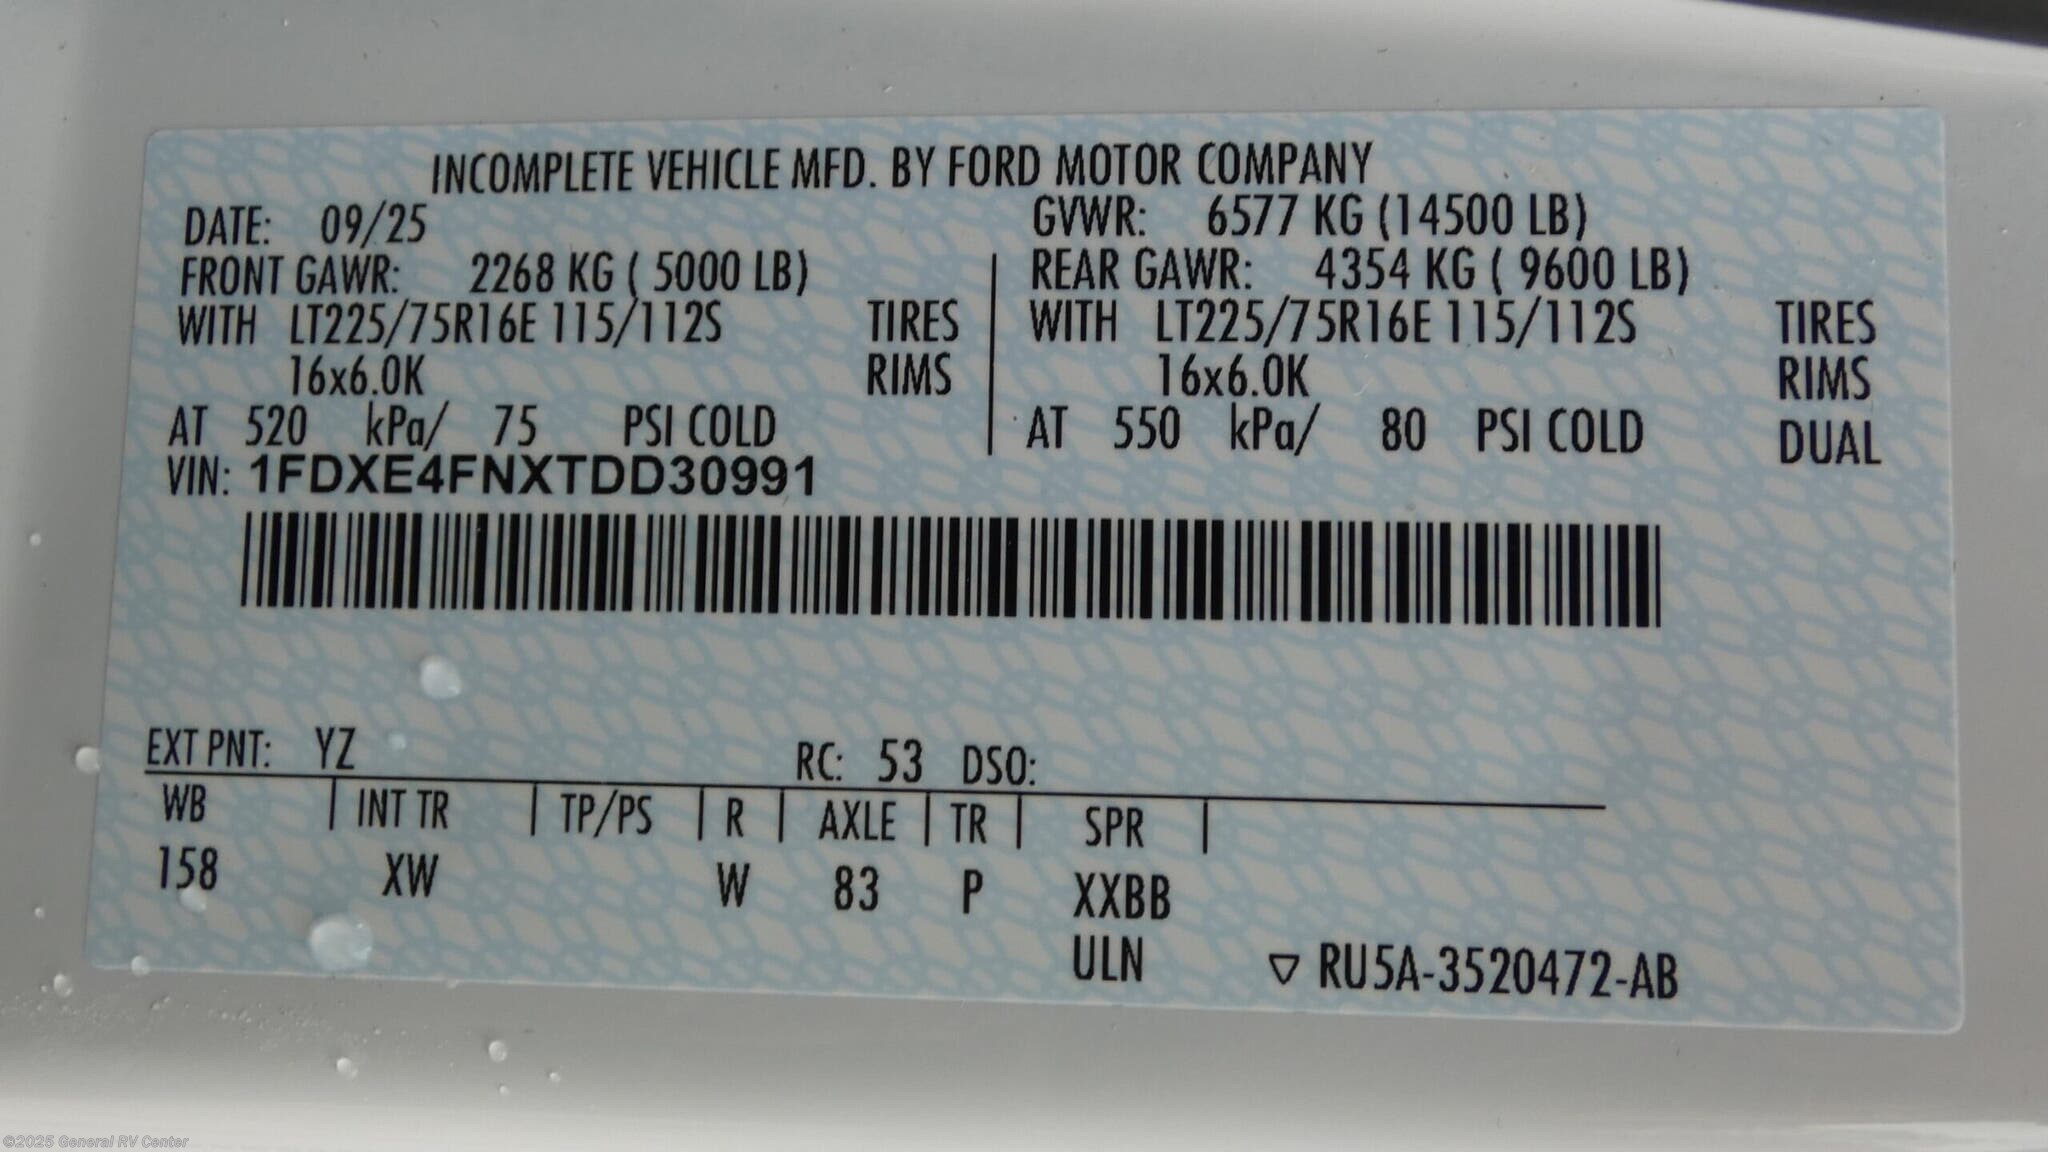 INCOMPLETE VEHICLE MFD. BY FORD MOTOR COMPANY
DATE: 09/25 GVWR: 6577 KG (14500 LB)
FRONT GAWR: 2268 KG ( 5000 LB) REAR GAWR: 4354 KG ( 9600 LB)
WITH LT225/75R16E 115/112S TIRES WITH LT225/75R16E 115/112S TIRES
16x6.0K RIMS 16x6.0K RIMS
AT 520 kPa/ 75 PSI COLD AT 550 kPa/ 80 PSI COLD DUAL
VIN: 1FDXE4FNXTDD30991
EXT PNT: YZ RC: 53 DSO:
WB INT TR TP/PS R AXLE TR SPR
158 XW W 83 P XXBB
ULN ▽ RU5A-3520472-AB
©2025 General RV Center